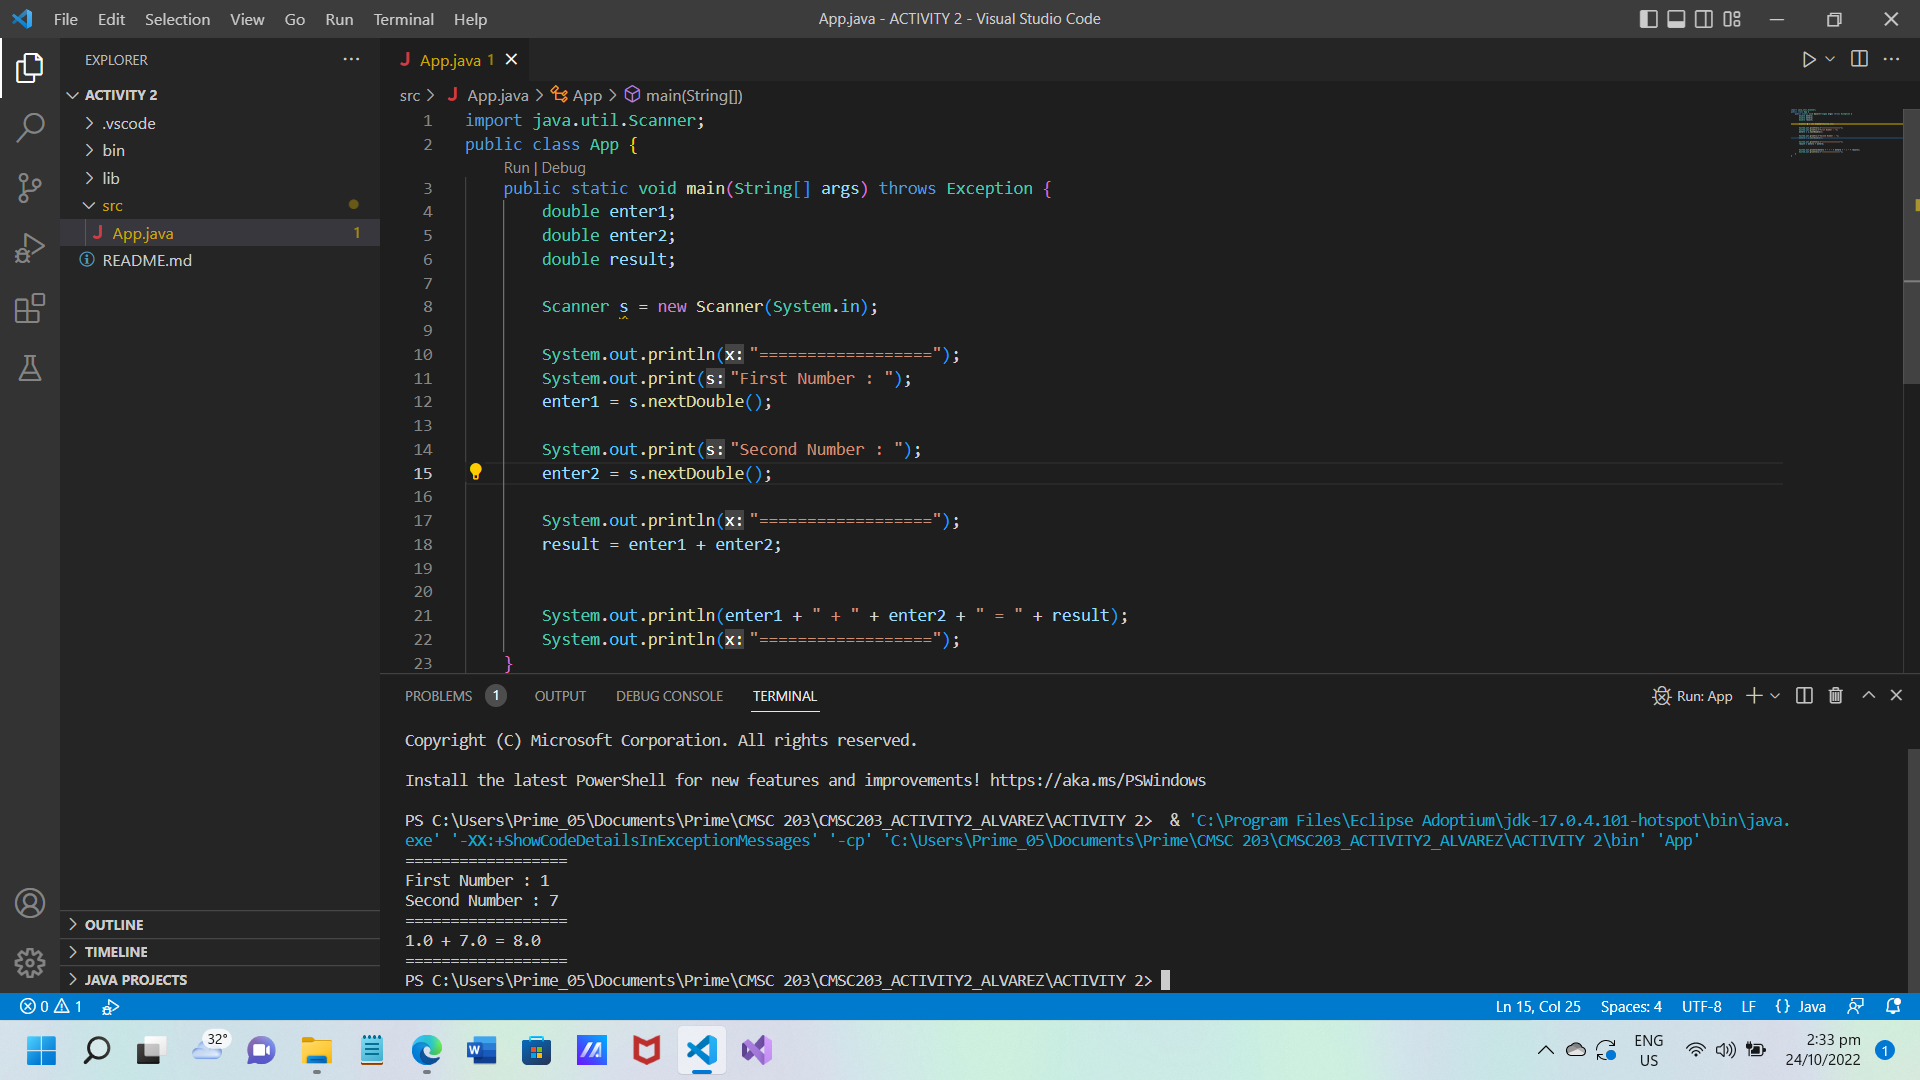 File Edit Selection View Go Run Terminal Help
App.java - ACTIVITY 2 - Visual Studio Code
EXPLORER
ACTIVITY 2
.vscode
bin
lib
src
App.java 1
README.md
OUTLINE
TIMELINE
JAVA PROJECTS
App.java 1
src > App.java > App > main(String[])
1 import java.util.Scanner;
2 public class App {
Run | Debug
3 public static void main(String[] args) throws Exception {
4 double enter1;
5 double enter2;
6 double result;
7
8 Scanner s = new Scanner(System.in);
9
10 System.out.println(x: "==================");
11 System.out.print(s: "First Number : ");
12 enter1 = s.nextDouble();
13
14 System.out.print(s: "Second Number : ");
15 enter2 = s.nextDouble();
16
17 System.out.println(x: "==================");
18 result = enter1 + enter2;
19
20
21 System.out.println(enter1 + " + " + enter2 + " = " + result);
22 System.out.println(x: "==================");
23 }
PROBLEMS 1 OUTPUT DEBUG CONSOLE TERMINAL
Run: App
Copyright (C) Microsoft Corporation. All rights reserved.
Install the latest PowerShell for new features and improvements! https://aka.ms/PSWindows
PS C:\Users\Prime_05\Documents\Prime\CMSC 203\CMSC203_ACTIVITY2_ALVAREZ\ACTIVITY 2> & 'C:\Program Files\Eclipse Adoptium\jdk-17.0.4.101-hotspot\bin\java.
exe' '-XX:+ShowCodeDetailsInExceptionMessages' '-cp' 'C:\Users\Prime_05\Documents\Prime\CMSC 203\CMSC203_ACTIVITY2_ALVAREZ\ACTIVITY 2\bin' 'App'
==================
First Number : 1
Second Number : 7
==================
1.0 + 7.0 = 8.0
==================
PS C:\Users\Prime_05\Documents\Prime\CMSC 203\CMSC203_ACTIVITY2_ALVAREZ\ACTIVITY 2>
0 1
Ln 15, Col 25 Spaces: 4 UTF-8 LF {} Java
32°
ENG
US
2:33 pm
24/10/2022
1